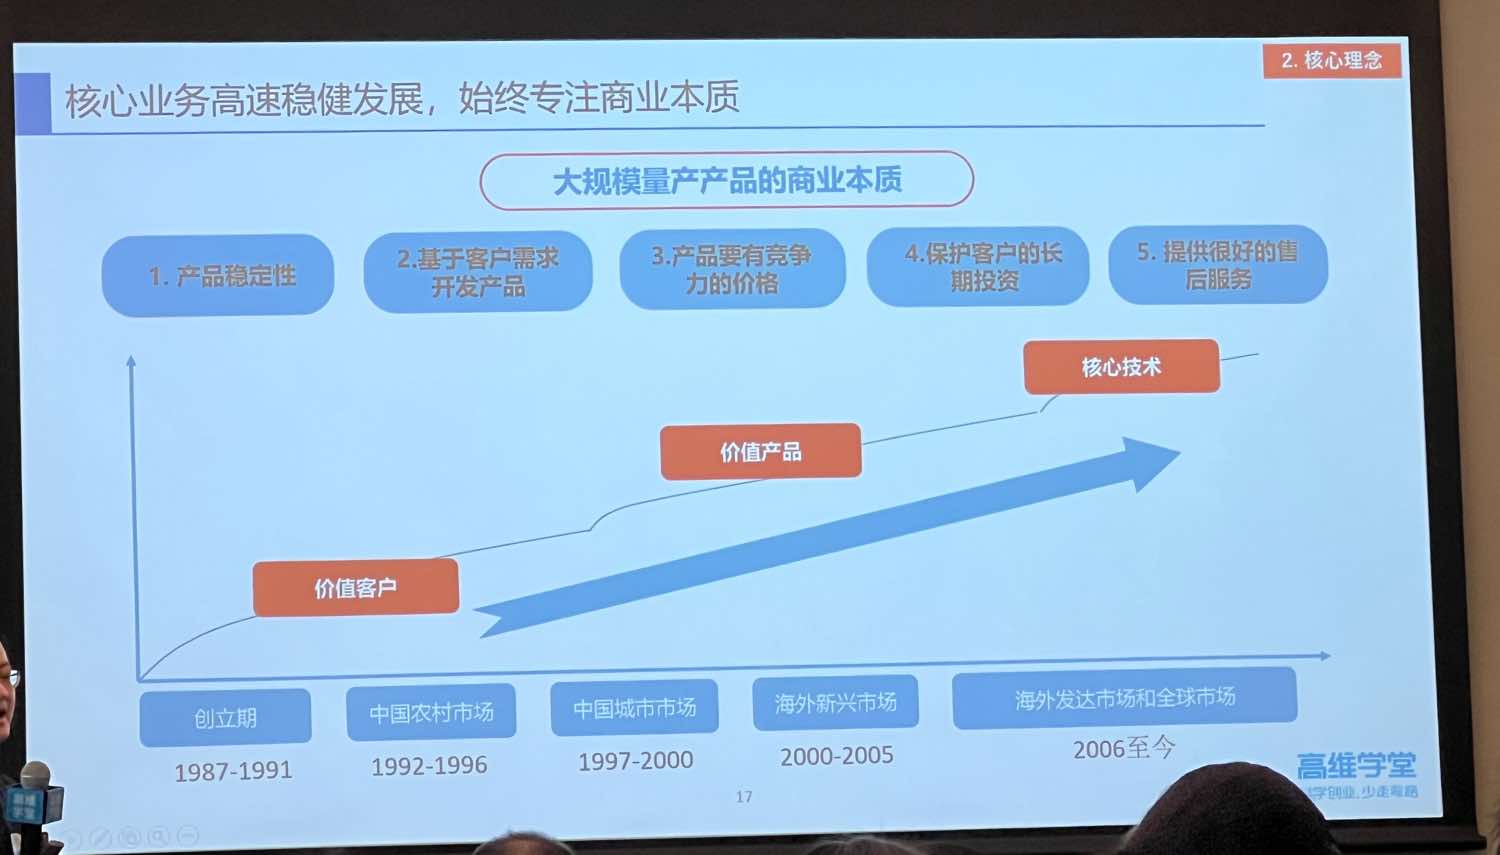 2. 核心理念
核心业务高速稳健发展，始终专注商业本质
大规模量产产品的商业本质
1. 产品稳定性
2.基于客户需求
开发产品
3.产品要有竞争
力的价格
4.保护客户的长
期投资
5. 提供很好的售
后服务
核心技术
价值产品
价值客户
创立期
中国农村市场
中国城市市场
海外新兴市场
海外发达市场和全球市场
1987-1991
1992-1996
1997-2000
2000-2005
2006至今
高维学堂
学创业，少走弯路
17
高维
学堂